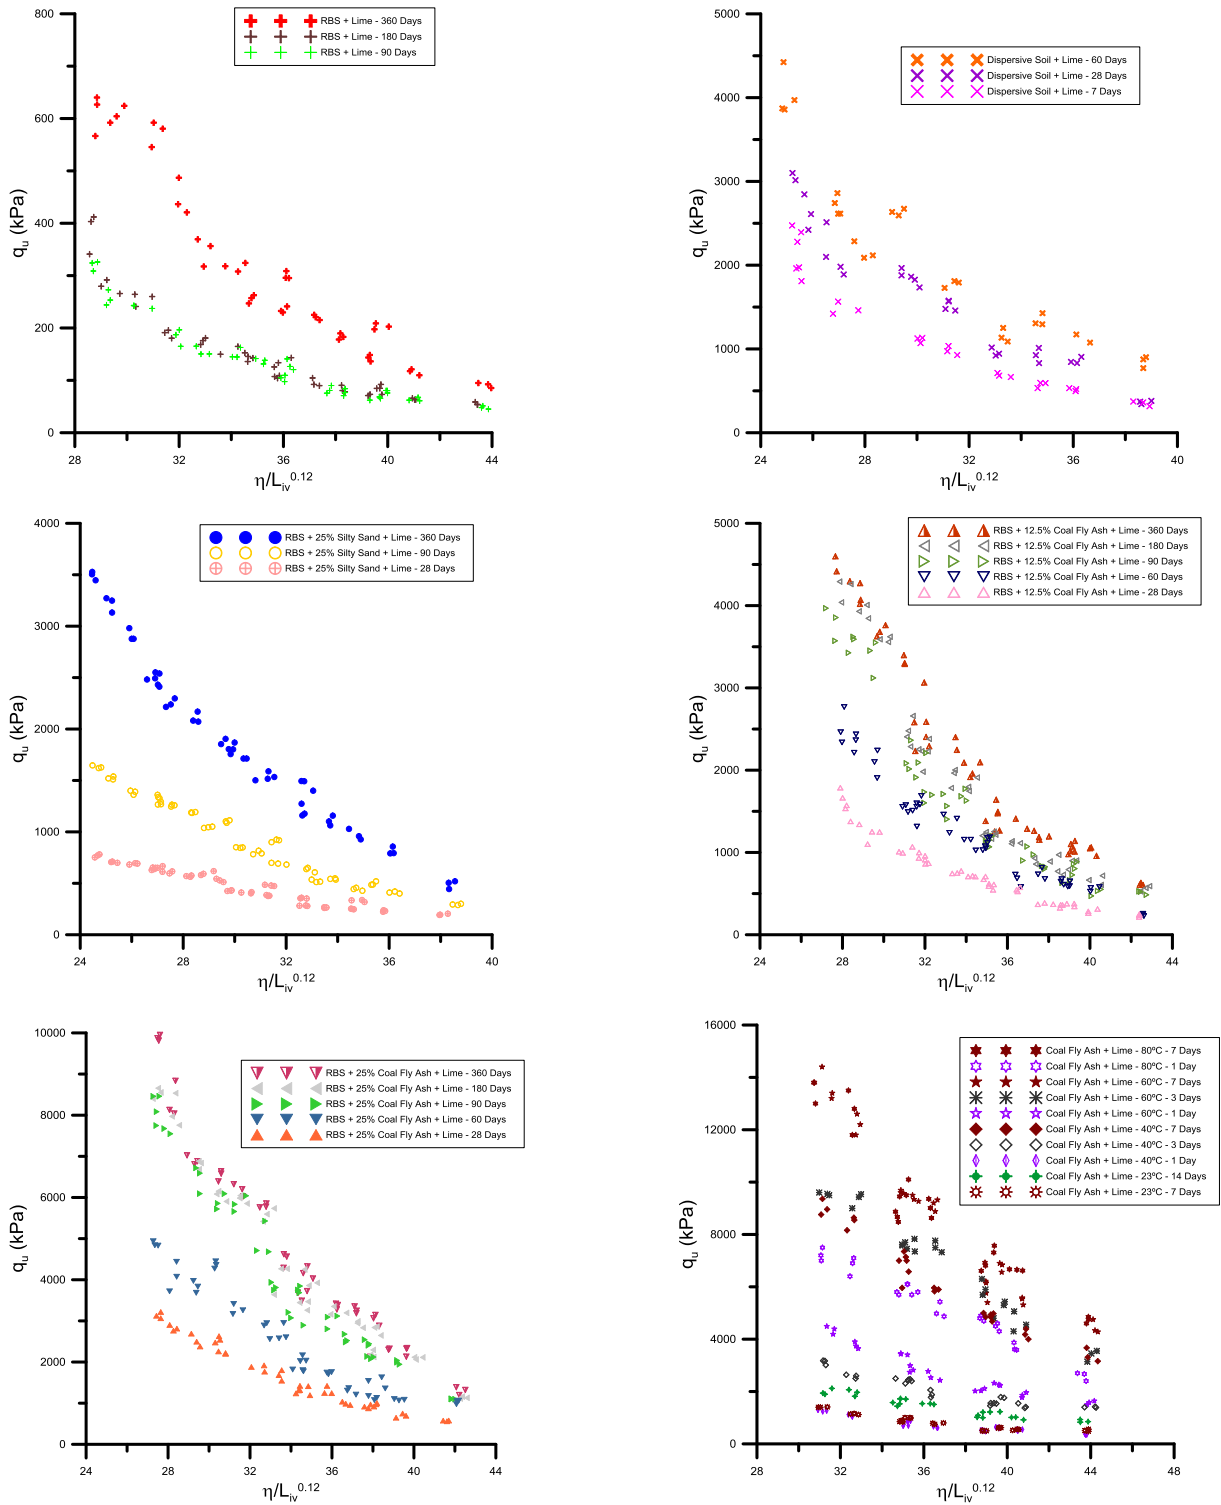 800
600
400
200
0
28
32
36
40
44
qu (kPa)
η/Liv0.12
RBS + Lime - 360 Days
RBS + Lime - 180 Days
RBS + Lime - 90 Days
5000
4000
3000
2000
1000
0
24
28
32
36
40
qu (kPa)
η/Liv0.12
Dispersive Soil + Lime - 60 Days
Dispersive Soil + Lime - 28 Days
Dispersive Soil + Lime - 7 Days
4000
3000
2000
1000
0
24
28
32
36
40
qu (kPa)
η/Liv0.12
RBS + 25% Silty Sand + Lime - 360 Days
RBS + 25% Silty Sand + Lime - 90 Days
RBS + 25% Silty Sand + Lime - 28 Days
5000
4000
3000
2000
1000
0
24
28
32
36
40
44
qu (kPa)
η/Liv0.12
RBS + 12.5% Coal Fly Ash + Lime - 360 Days
RBS + 12.5% Coal Fly Ash + Lime - 180 Days
RBS + 12.5% Coal Fly Ash + Lime - 90 Days
RBS + 12.5% Coal Fly Ash + Lime - 60 Days
RBS + 12.5% Coal Fly Ash + Lime - 28 Days
10000
8000
6000
4000
2000
0
24
28
32
36
40
44
qu (kPa)
η/Liv0.12
RBS + 25% Coal Fly Ash + Lime - 360 Days
RBS + 25% Coal Fly Ash + Lime - 180 Days
RBS + 25% Coal Fly Ash + Lime - 90 Days
RBS + 25% Coal Fly Ash + Lime - 60 Days
RBS + 25% Coal Fly Ash + Lime - 28 Days
16000
12000
8000
4000
0
28
32
36
40
44
48
qu (kPa)
η/Liv0.12
Coal Fly Ash + Lime - 80ºC - 7 Days
Coal Fly Ash + Lime - 80ºC - 1 Day
Coal Fly Ash + Lime - 60ºC - 7 Days
Coal Fly Ash + Lime - 60ºC - 3 Days
Coal Fly Ash + Lime - 60ºC - 1 Day
Coal Fly Ash + Lime - 40ºC - 7 Days
Coal Fly Ash + Lime - 40ºC - 3 Days
Coal Fly Ash + Lime - 40ºC - 1 Day
Coal Fly Ash + Lime - 23ºC - 14 Days
Coal Fly Ash + Lime - 23ºC - 7 Days